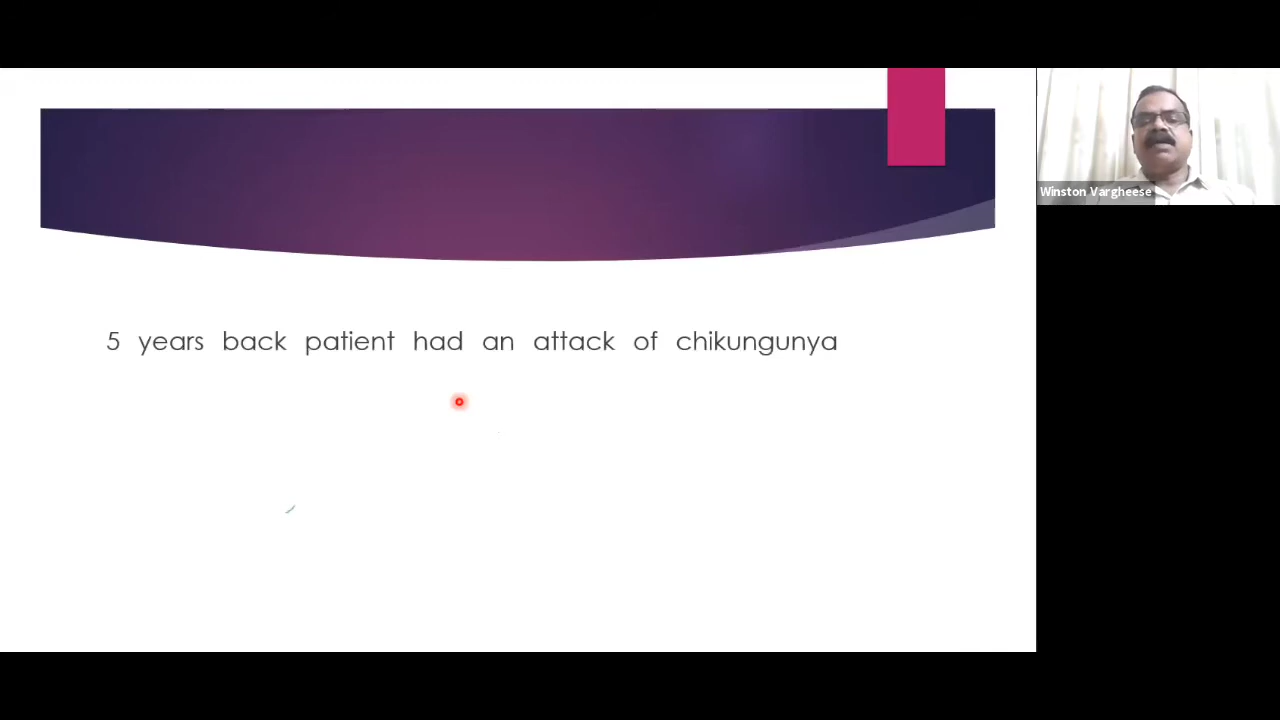 5 years back patient had an attack of chikungunya
Winston Vargheese